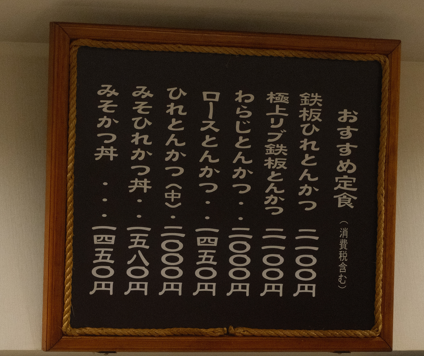 おすすめ定食(消費税含む)
鉄板ひれとんかつ 二一〇〇円
極上リブ鉄板とんかつ 二一〇〇円
わらじとんかつ・・二〇〇〇円
ロースとんかつ・・一四五〇円
ひれとんかつ(中)・二〇〇〇円
みそひれかつ丼・・一五八〇円
みそかつ丼・・・一四五〇円